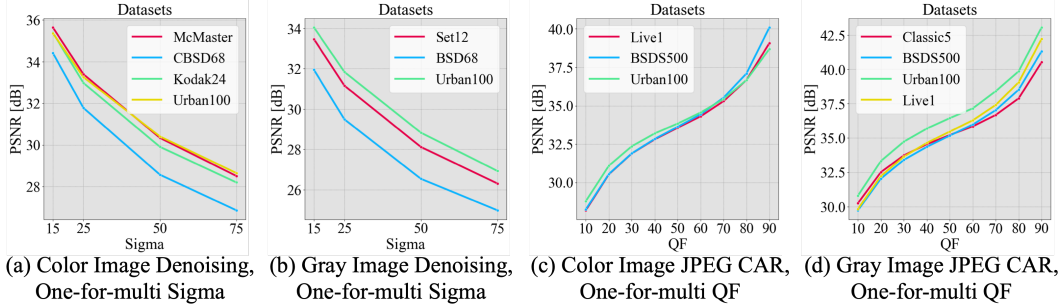 Datasets
36
34
32
30
28
PSNR [dB]
McMaster
CBSD68
Kodak24
Urban100
15 25 50 75
Sigma
(a) Color Image Denoising,
One-for-multi Sigma
Datasets
34
32
30
28
26
PSNR [dB]
Set12
BSD68
Urban100
15 25 50 75
Sigma
(b) Gray Image Denoising,
One-for-multi Sigma
Datasets
40.0
37.5
35.0
32.5
30.0
PSNR [dB]
Live1
BSDS500
Urban100
10 20 30 40 50 60 70 80 90
QF
(c) Color Image JPEG CAR,
One-for-multi QF
Datasets
42.5
40.0
37.5
35.0
32.5
30.0
PSNR [dB]
Classic5
BSDS500
Urban100
Live1
10 20 30 40 50 60 70 80 90
QF
(d) Gray Image JPEG CAR,
One-for-multi QF